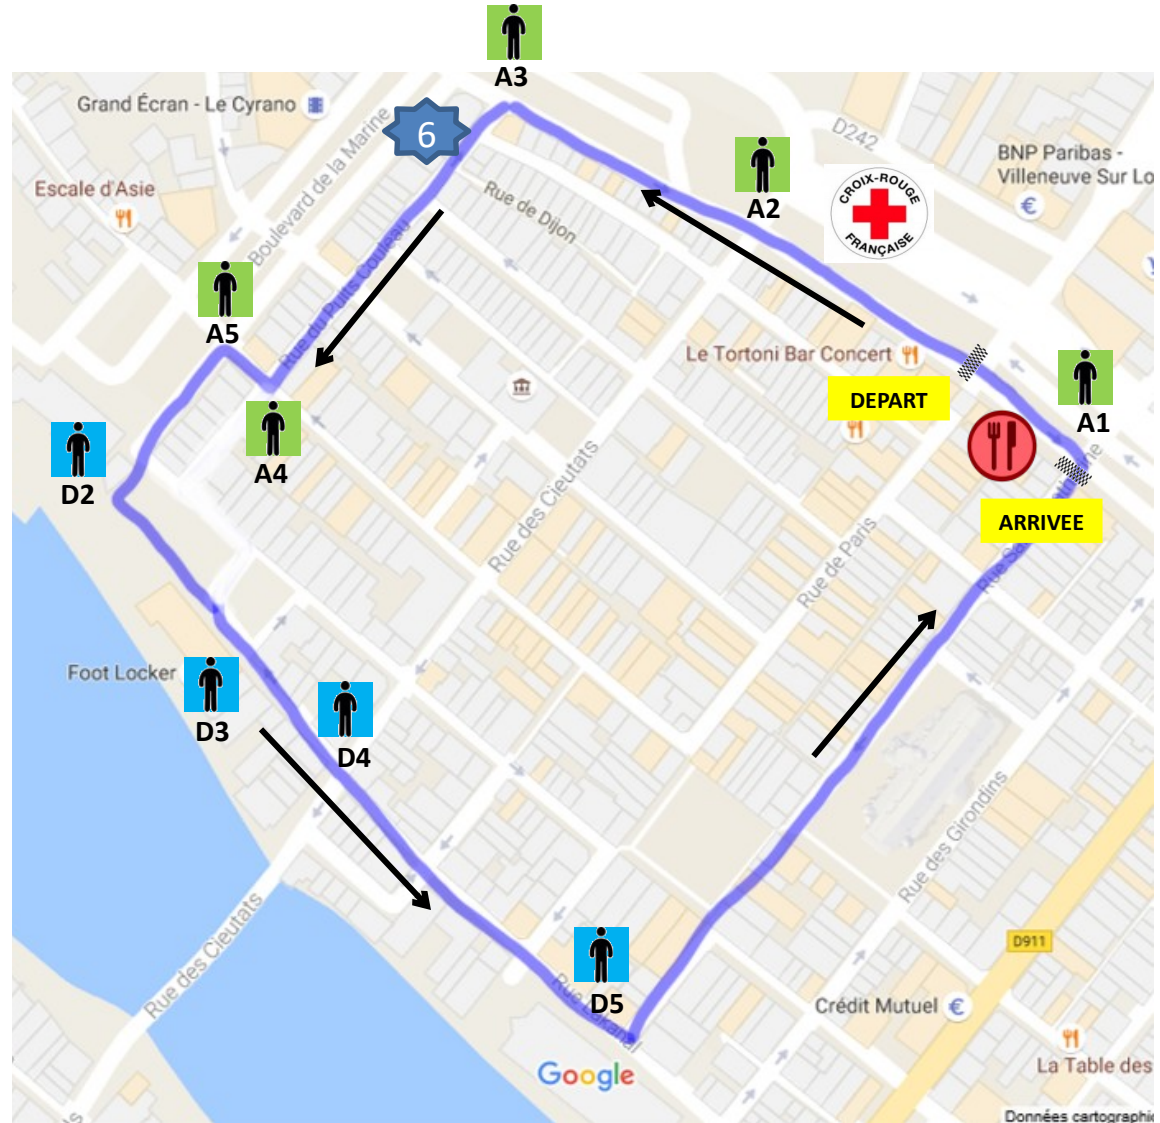 A3
Grand Écran - Le Cyrano
6
D242
BNP Paribas -
Villeneuve Sur Lo
Boulevard de la Marine
CROIX-ROUGE
FRANÇAISE
Escale d'Asie
Rue de Dijon
A2
€
Rue du Puits Couleau
A5
Le Tortoni Bar Concert
DEPART
A1
A4
D2
ARRIVEE
Rue des Cieutats
Rue de Paris
Foot Locker
D3
D4
Rue des Girondins
D911
Rue des Cieutats
D5
Rue Lakanal
Crédit Mutuel
€
Google
La Table des
Données cartographi